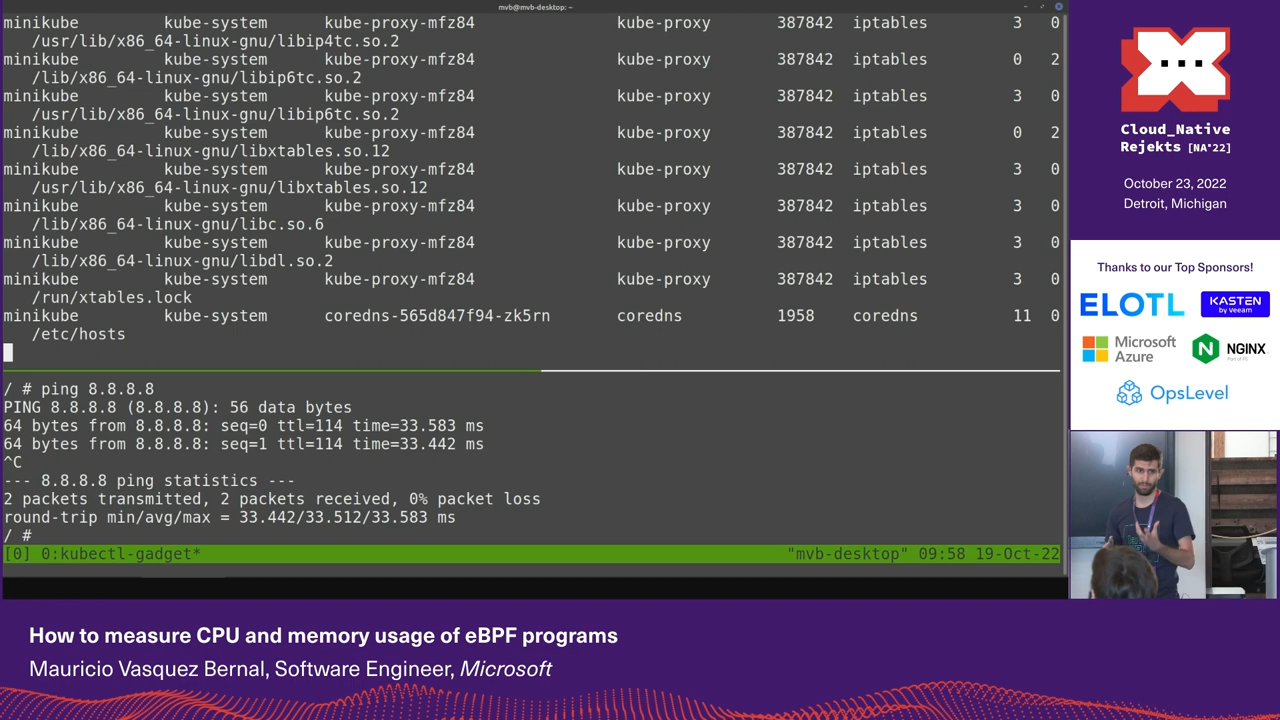 mvb@mvb-desktop: ~
minikube kube-system kube-proxy-mfz84 kube-proxy 387842 iptables 3 0
/usr/lib/x86_64-linux-gnu/libip4tc.so.2
minikube kube-system kube-proxy-mfz84 kube-proxy 387842 iptables 0 2
/lib/x86_64-linux-gnu/libip6tc.so.2
minikube kube-system kube-proxy-mfz84 kube-proxy 387842 iptables 3 0
/usr/lib/x86_64-linux-gnu/libip6tc.so.2
minikube kube-system kube-proxy-mfz84 kube-proxy 387842 iptables 0 2
/lib/x86_64-linux-gnu/libxtables.so.12
minikube kube-system kube-proxy-mfz84 kube-proxy 387842 iptables 3 0
/usr/lib/x86_64-linux-gnu/libxtables.so.12
minikube kube-system kube-proxy-mfz84 kube-proxy 387842 iptables 3 0
/lib/x86_64-linux-gnu/libc.so.6
minikube kube-system kube-proxy-mfz84 kube-proxy 387842 iptables 3 0
/lib/x86_64-linux-gnu/libdl.so.2
minikube kube-system kube-proxy-mfz84 kube-proxy 387842 iptables 3 0
/run/xtables.lock
minikube kube-system coredns-565d847f94-zk5rn coredns 1958 coredns 11 0
/etc/hosts
/ # ping 8.8.8.8
PING 8.8.8.8 (8.8.8.8): 56 data bytes
64 bytes from 8.8.8.8: seq=0 ttl=114 time=33.583 ms
64 bytes from 8.8.8.8: seq=1 ttl=114 time=33.442 ms
^C
--- 8.8.8.8 ping statistics ---
2 packets transmitted, 2 packets received, 0% packet loss
round-trip min/avg/max = 33.442/33.512/33.583 ms
/ #
[0] 0:kubectl-gadget* "mvb-desktop" 09:58 19-Oct-22
Cloud_Native
Rejekts [NA'22]
October 23, 2022
Detroit, Michigan
Thanks to our Top Sponsors!
ELOTL
KASTEN
by Veeam
Microsoft
Azure
NGINX
Part of F5
OpsLevel
How to measure CPU and memory usage of eBPF programs
Mauricio Vasquez Bernal, Software Engineer, Microsoft